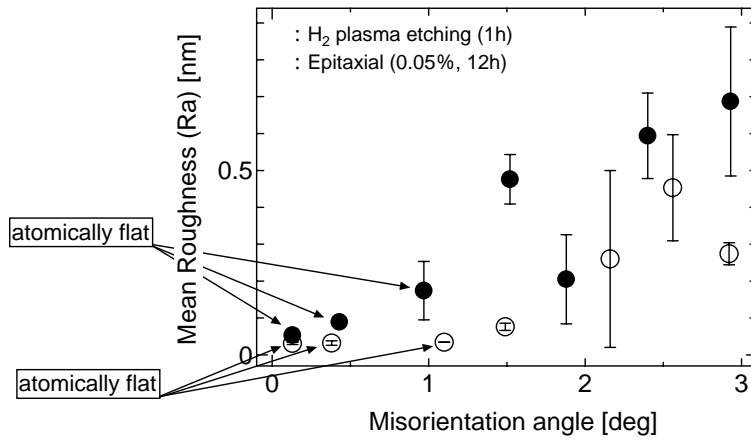 : H₂ plasma etching (1h)
: Epitaxial (0.05%, 12h)
Mean Roughness (Ra) [nm]
0.5
0
atomically flat
atomically flat
0 1 2 3
Misorientation angle [deg]